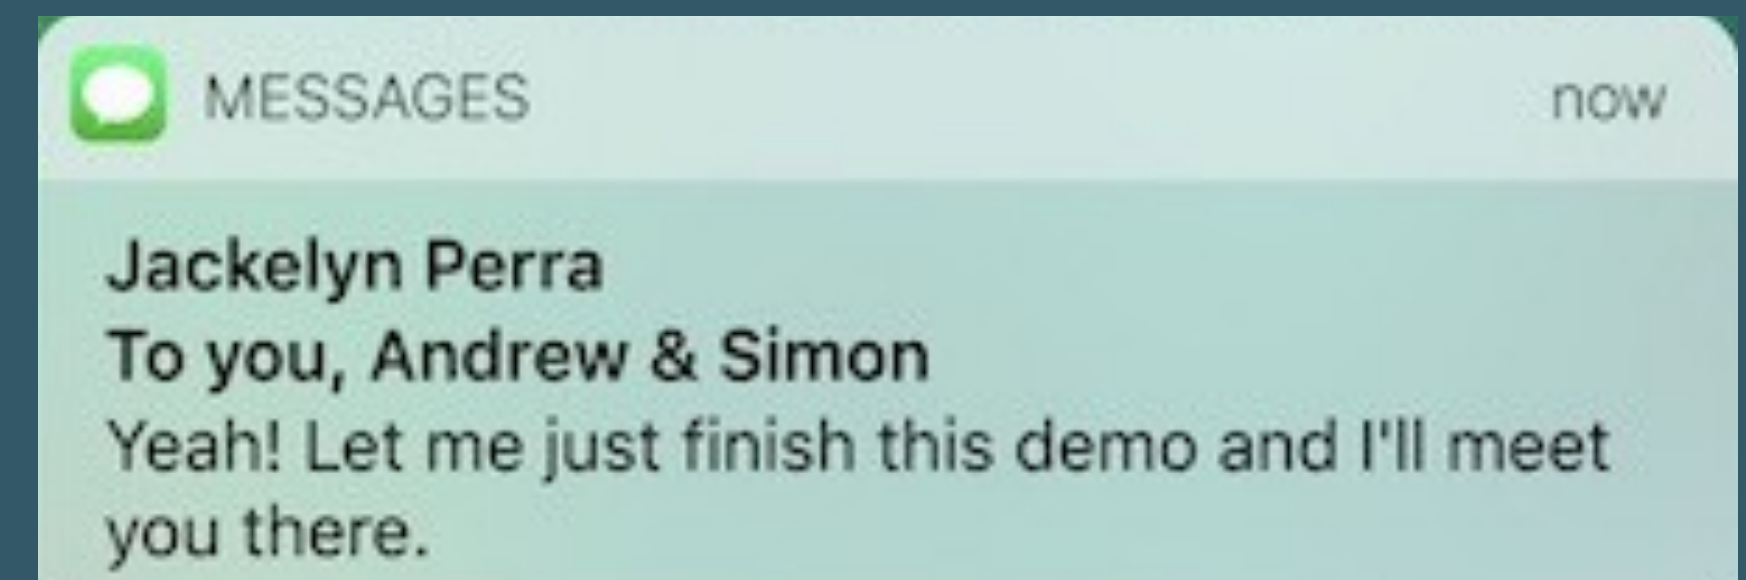 MESSAGES now
Jackelyn Perra
To you, Andrew & Simon
Yeah! Let me just finish this demo and I'll meet
you there.